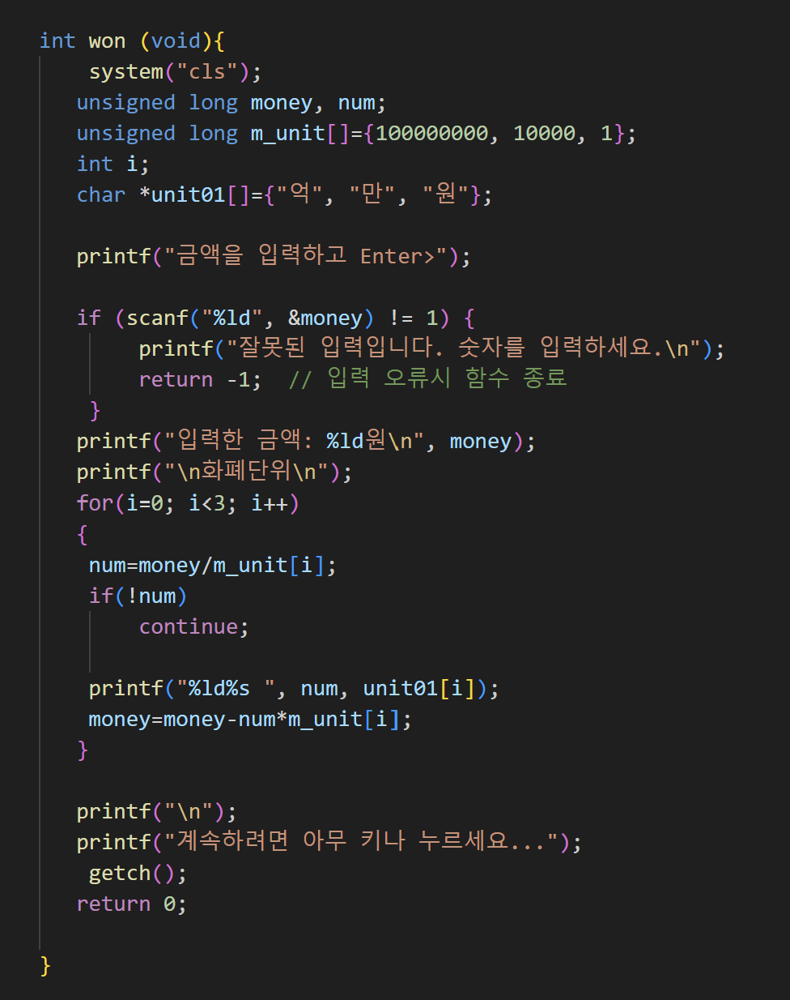 int won (void){
system("cls");
unsigned long money, num;
unsigned long m_unit[]={100000000, 10000, 1};
int i;
char *unit01[]={"억", "만", "원"};
printf("금액을 입력하고 Enter>");
if (scanf("%ld", &money) != 1) {
printf("잘못된 입력입니다. 숫자를 입력하세요.\n");
return -1;  // 입력 오류시 함수 종료
}
printf("입력한 금액: %ld원\n", money);
printf("\n화폐단위\n");
for(i=0; i<3; i++)
{
num=money/m_unit[i];
if(!num)
continue;
printf("%ld%s ", num, unit01[i]);
money=money-num*m_unit[i];
}
printf("\n");
printf("계속하려면 아무 키나 누르세요...");
getch();
return 0;
}